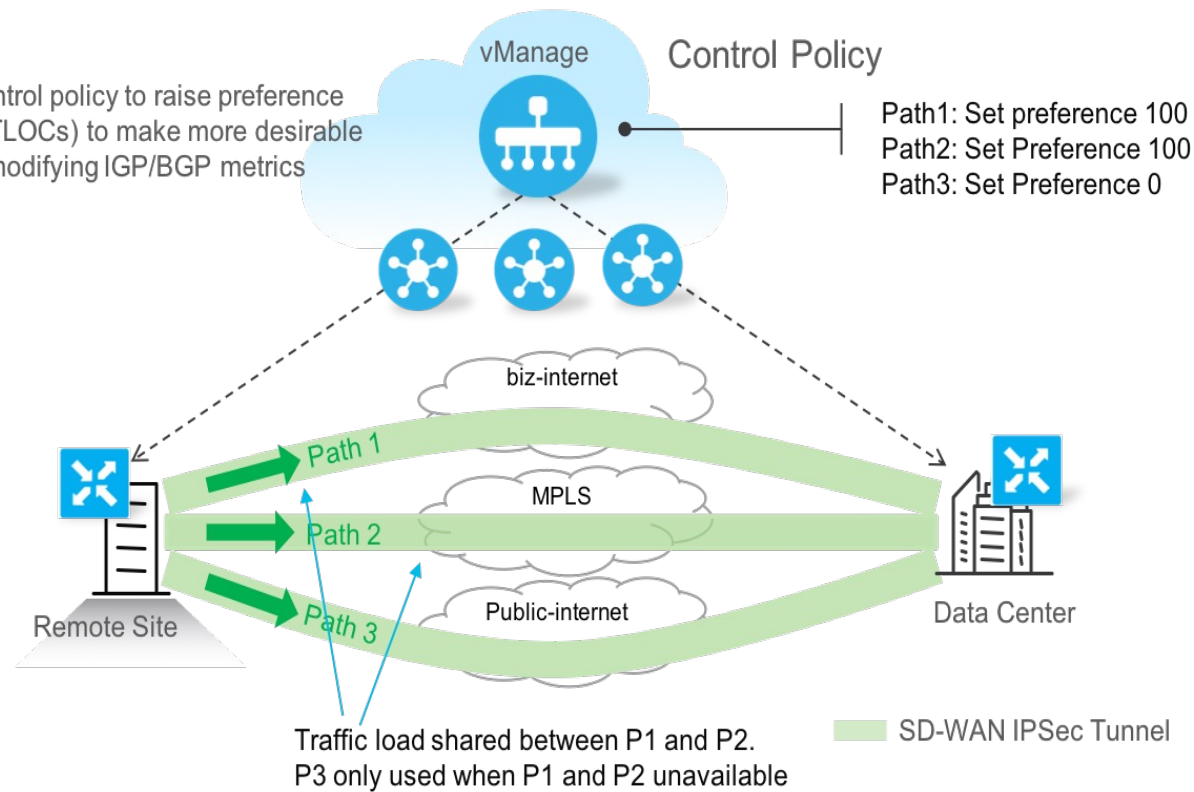 vManage
Control Policy
ntrol policy to raise preference
TLOCs) to make more desirable
modifying IGP/BGP metrics
Path1: Set preference 100
Path2: Set Preference 100
Path3: Set Preference 0
biz-internet
Path 1
MPLS
Path 2
Public-internet
Path 3
Remote Site
Data Center
Traffic load shared between P1 and P2.
P3 only used when P1 and P2 unavailable
SD-WAN IPSec Tunnel